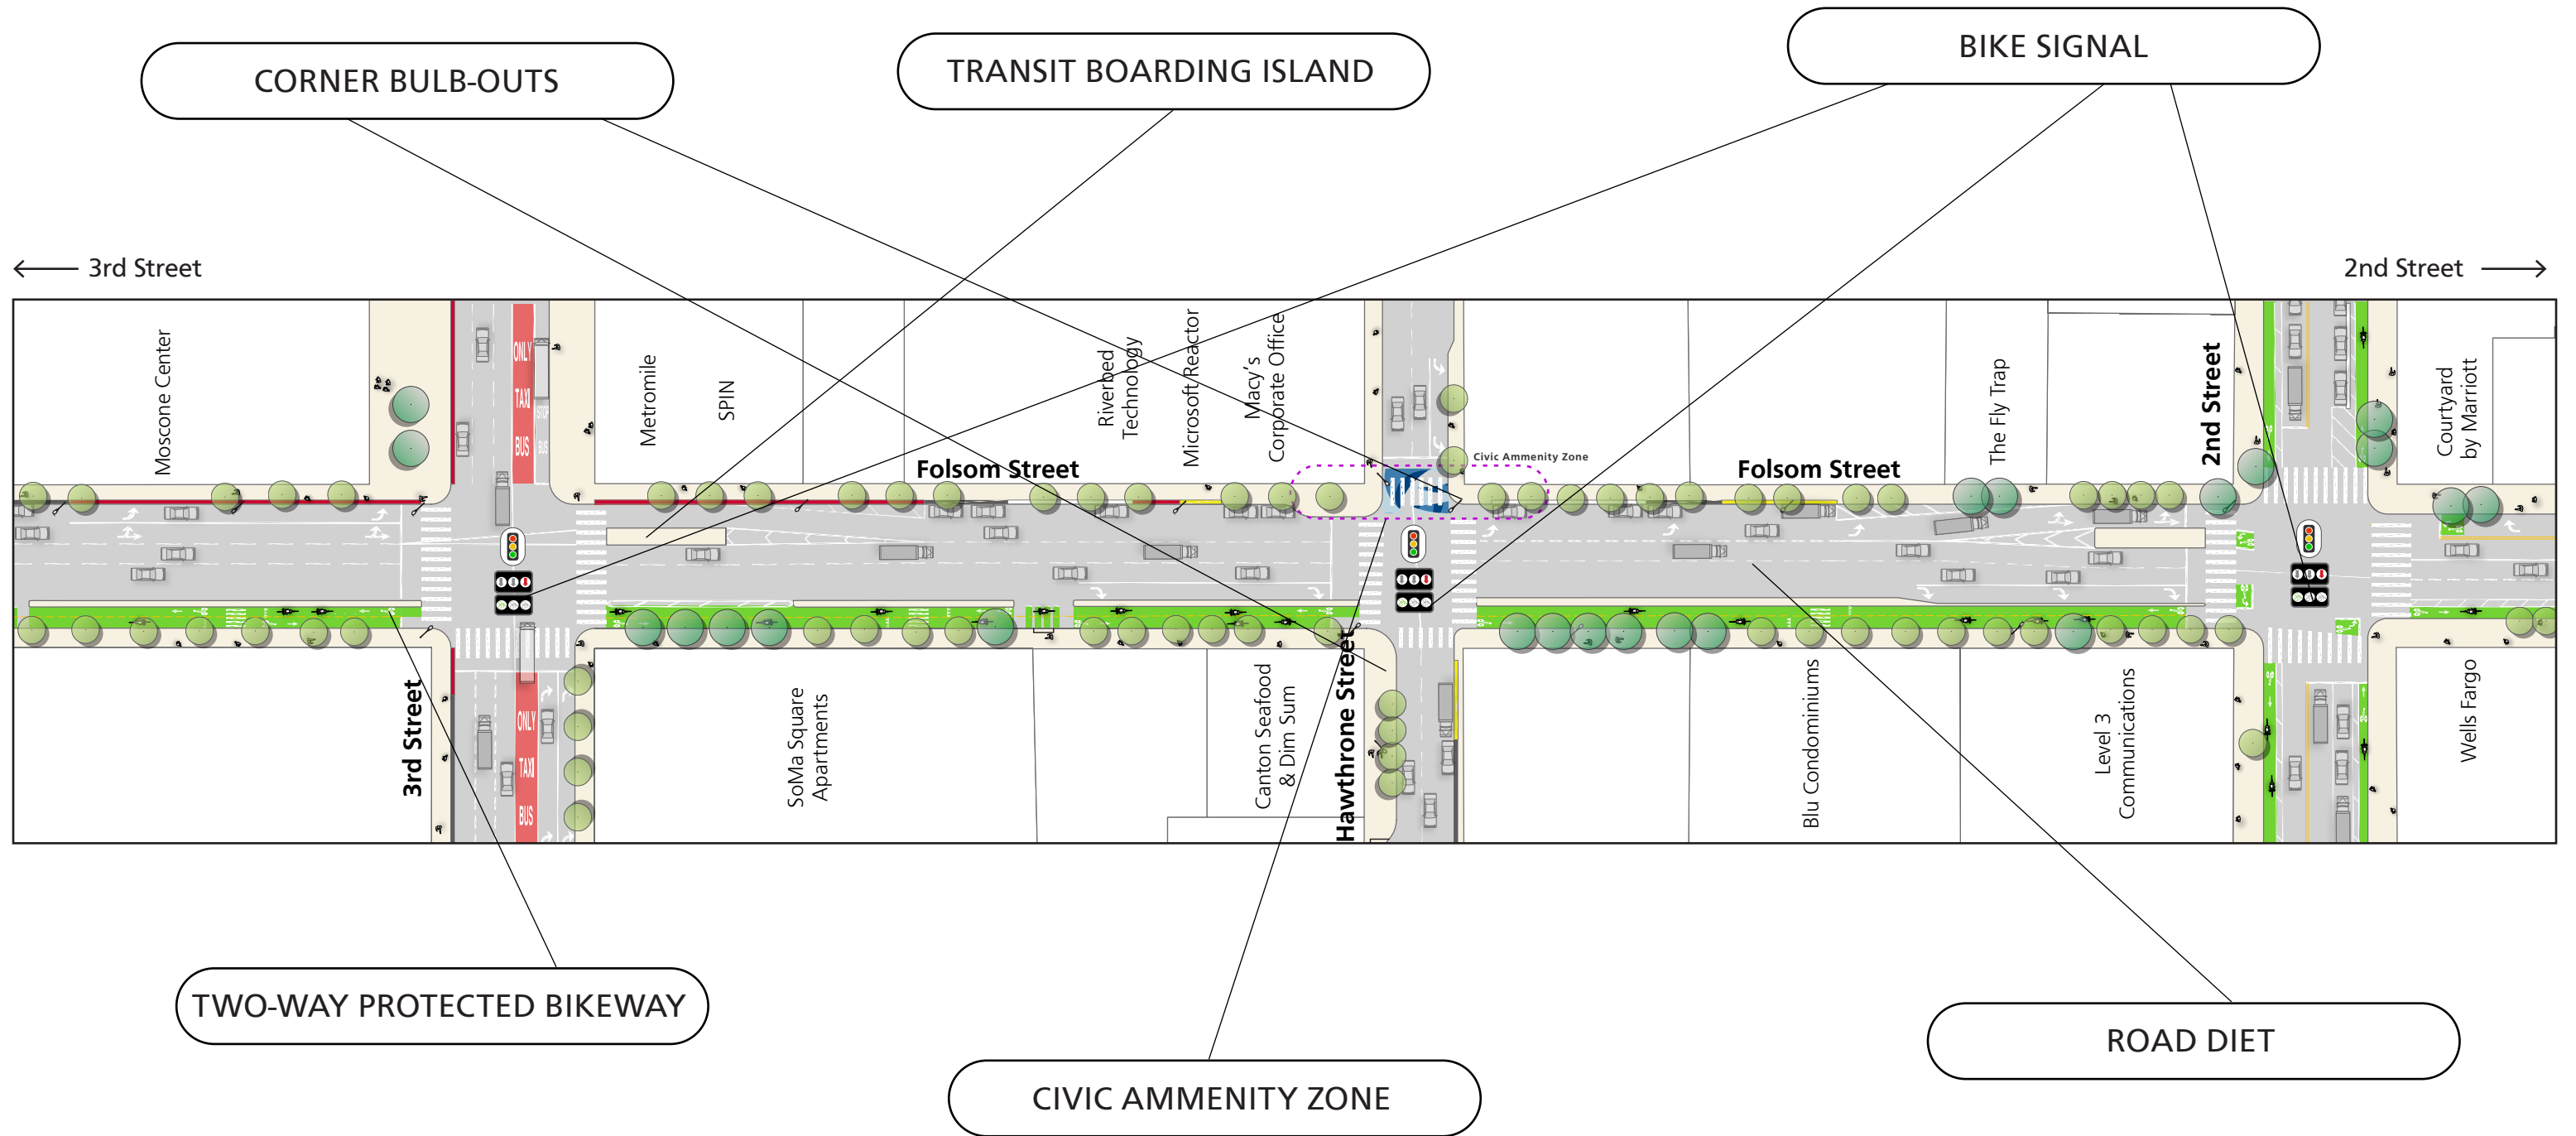 CORNER BULB-OUTS
TRANSIT BOARDING ISLAND
BIKE SIGNAL
3rd Street
2nd Street
Moscone Center
ONLY
TAXI
BUS
STOP
BUS
Metromile
SPIN
Riverbed
Technology
Microsoft Reactor
Macy's
Corporate Office
Folsom Street
Civic Ammenity Zone
Folsom Street
The Fly Trap
2nd Street
Courtyard
by Marriott
3rd Street
ONLY
TAXI
BUS
SoMa Square
Apartments
Canton Seafood
& Dim Sum
Hawthrone Street
Blu Condominiums
Level 3
Communications
Wells Fargo
TWO-WAY PROTECTED BIKEWAY
CIVIC AMMENITY ZONE
ROAD DIET